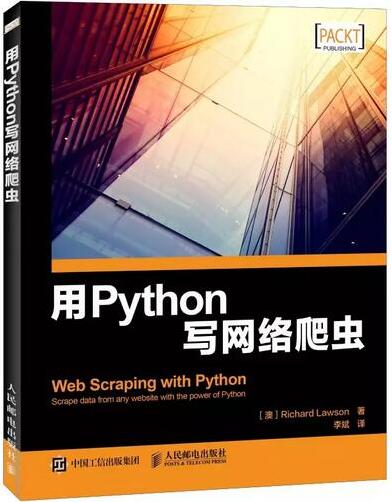 [PACKT]
PUBLISHING
用Python写网络爬虫
人民邮电出版社
用Python
写网络爬虫
Web Scraping with Python
Scrape data from any website with the power of Python
[澳] Richard Lawson 著
李斌 译
中国工信出版集团
人民邮电出版社
POSTS & TELECOM PRESS